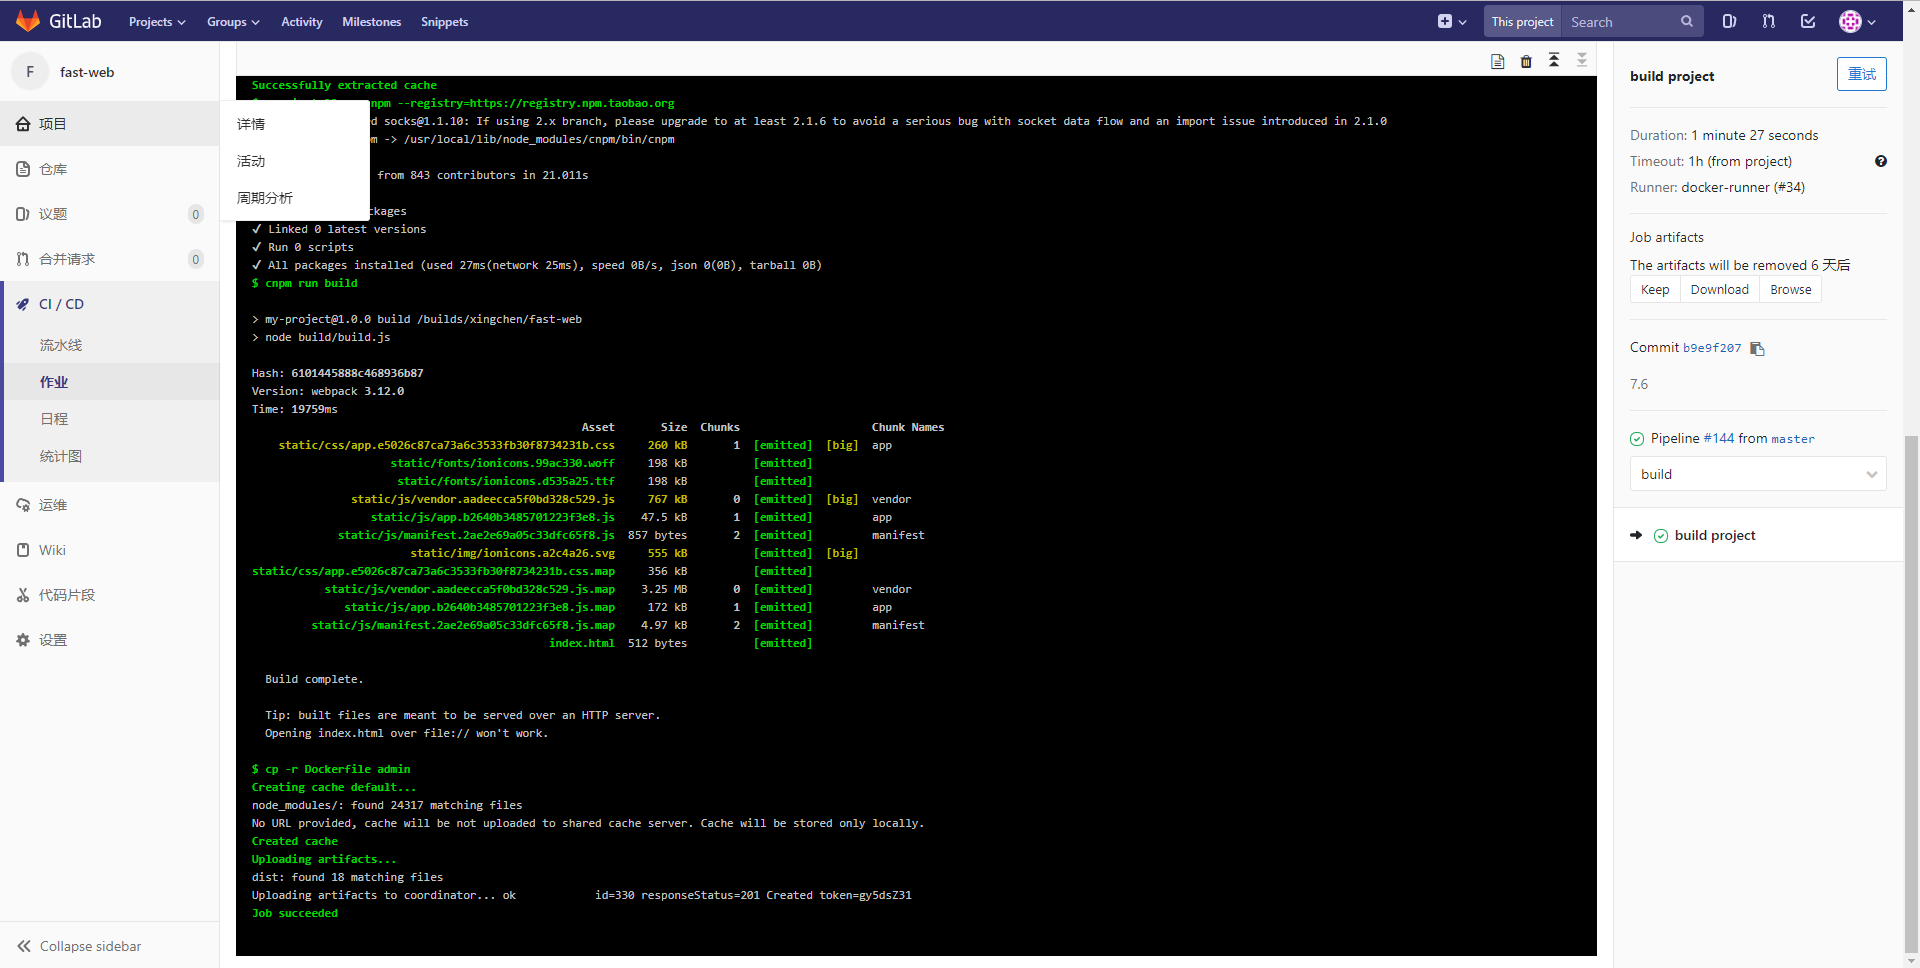 GitLab Projects Groups Activity Milestones Snippets This project Search
F fast-web
项目
仓库
议题 0
合并请求 0
CI / CD
流水线
作业
日程
统计图
运维
Wiki
代码片段
设置
Collapse sidebar
详情
活动
周期分析
Successfully extracted cache
npm --registry=https://registry.npm.taobao.org
d socks@1.1.10: If using 2.x branch, please upgrade to at least 2.1.6 to avoid a serious bug with socket data flow and an import issue introduced in 2.1.0
m -> /usr/local/lib/node_modules/cnpm/bin/cnpm
from 843 contributors in 21.011s
ckages
✓ Linked 0 latest versions
✓ Run 0 scripts
✓ All packages installed (used 27ms(network 25ms), speed 0B/s, json 0(0B), tarball 0B)
$ cnpm run build
> my-project@1.0.0 build /builds/xingchen/fast-web
> node build/build.js
Hash: 6101445888c468936b87
Version: webpack 3.12.0
Time: 19759ms
Asset Size Chunks Chunk Names
static/css/app.e5026c87ca73a6c3533fb30f8734231b.css 260 kB 1 [emitted] [big] app
static/fonts/ionicons.99ac330.woff 198 kB [emitted]
static/fonts/ionicons.d535a25.ttf 198 kB [emitted]
static/js/vendor.aadeecca5f0bd328c529.js 767 kB 0 [emitted] [big] vendor
static/js/app.b2640b3485701223f3e8.js 47.5 kB 1 [emitted] app
static/js/manifest.2ae2e69a05c33dfc65f8.js 857 bytes 2 [emitted] manifest
static/img/ionicons.a2c4a26.svg 555 kB [emitted] [big]
static/css/app.e5026c87ca73a6c3533fb30f8734231b.css.map 356 kB [emitted]
static/js/vendor.aadeecca5f0bd328c529.js.map 3.25 MB 0 [emitted] vendor
static/js/app.b2640b3485701223f3e8.js.map 172 kB 1 [emitted] app
static/js/manifest.2ae2e69a05c33dfc65f8.js.map 4.97 kB 2 [emitted] manifest
index.html 512 bytes [emitted]
Build complete.
Tip: built files are meant to be served over an HTTP server.
Opening index.html over file:// won't work.
$ cp -r Dockerfile admin
Creating cache default...
node_modules/: found 24317 matching files
No URL provided, cache will be not uploaded to shared cache server. Cache will be stored only locally.
Created cache
Uploading artifacts...
dist: found 18 matching files
Uploading artifacts to coordinator... ok id=330 responseStatus=201 Created token=gy5dsZ31
Job succeeded
build project 重试
Duration: 1 minute 27 seconds
Timeout: 1h (from project)
Runner: docker-runner (#34)
Job artifacts
The artifacts will be removed 6 天后
Keep Download Browse
Commit b9e9f207
7.6
Pipeline #144 from master
build
build project